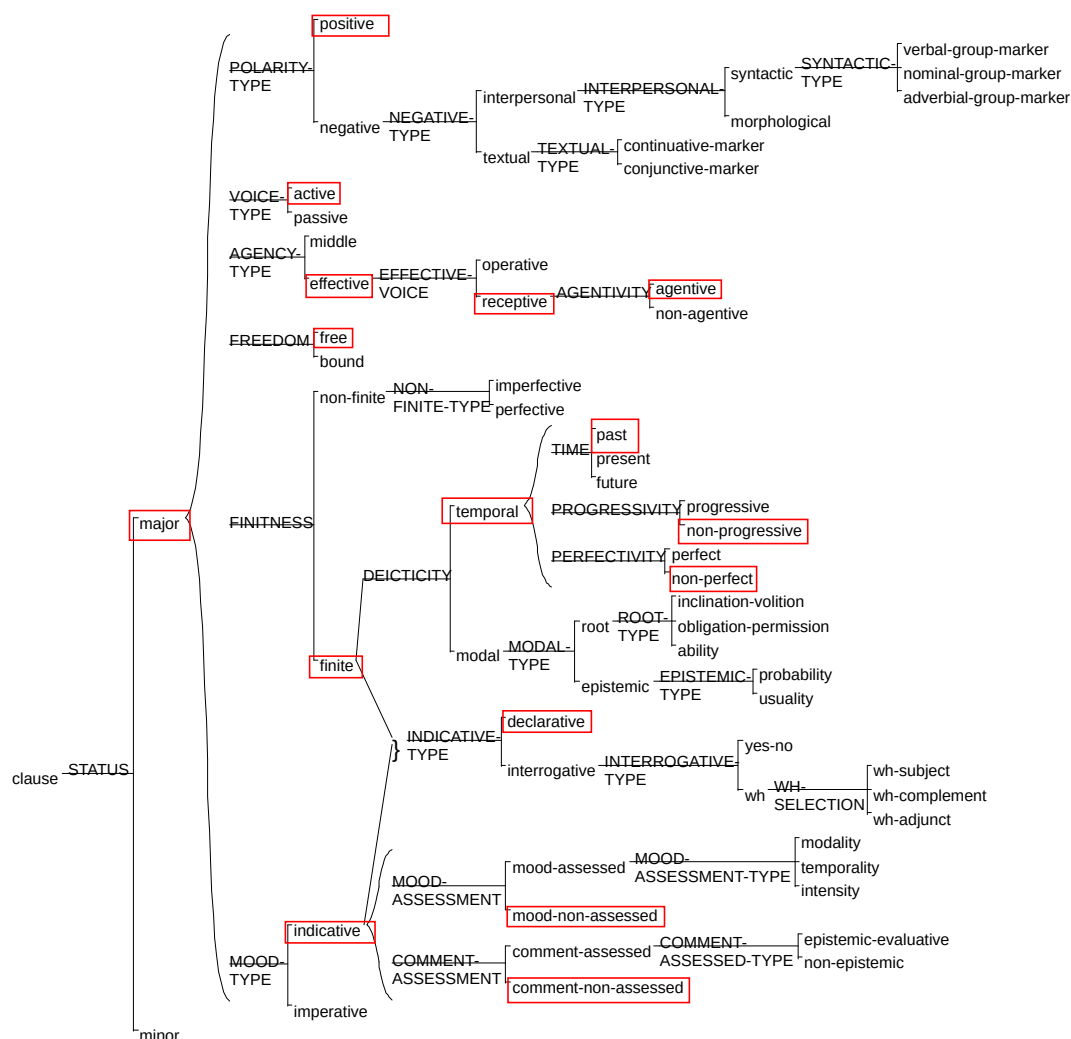 positive
POLARITY-
TYPE
negative
NEGATIVE-
TYPE
interpersonal
INTERPERSONAL-
TYPE
syntactic
SYNTACTIC-
TYPE
verbal-group-marker
nominal-group-marker
adverbial-group-marker
morphological
textual
TEXTUAL-
TYPE
continuative-marker
conjunctive-marker
VOICE-
TYPE
active
passive
AGENCY-
TYPE
middle
effective
EFFECTIVE-
VOICE
operative
receptive
AGENTIVITY
agentive
non-agentive
FREEDOM
free
bound
FINITNESS
non-finite
NON-
FINITE-TYPE
imperfective
perfective
finite
DEICTICITY
temporal
TIME
past
present
future
PROGRESSIVITY
progressive
non-progressive
PERFECTIVITY
perfect
non-perfect
modal
MODAL-
TYPE
root
ROOT-
TYPE
inclination-volition
obligation-permission
ability
epistemic
EPISTEMIC-
TYPE
probability
usuality
}
INDICATIVE-
TYPE
declarative
interrogative
INTERROGATIVE-
TYPE
yes-no
wh
WH-
SELECTION
wh-subject
wh-complement
wh-adjunct
clause
STATUS
major
minor
MOOD-
TYPE
indicative
imperative
MOOD-
ASSESSMENT
mood-assessed
MOOD-
ASSESSMENT-TYPE
modality
temporality
intensity
mood-non-assessed
COMMENT-
ASSESSMENT
comment-assessed
COMMENT-
ASSESSED-TYPE
epistemic-evaluative
non-epistemic
comment-non-assessed